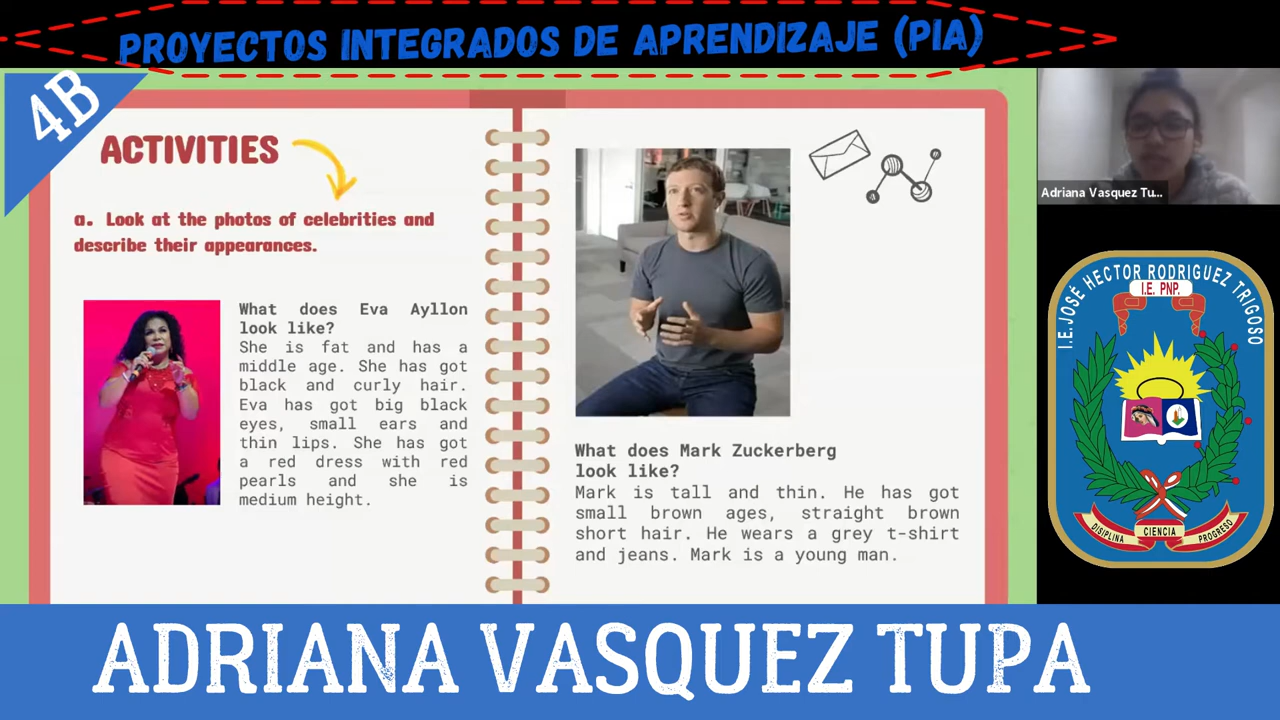 PROYECTOS INTEGRADOS DE APRENDIZAJE (PIA)
4B
ACTIVITIES
a. Look at the photos of celebrities and
describe their appearances.
What does Eva Ayllon
look like?
She is fat and has a
middle age. She has got
black and curly hair.
Eva has got big black
eyes, small ears and
thin lips. She has got
a red dress with red
pearls and she is
medium height.
What does Mark Zuckerberg
look like?
Mark is tall and thin. He has got
small brown ages, straight brown
short hair. He wears a grey t-shirt
and jeans. Mark is a young man.
Adriana Vasquez Tu...
I.E. JOSÉ HECTOR RODRIGUEZ TRIGOSO
I.E. PNP.
DISIPLINA
CIENCIA
PROGRESO
ADRIANA VASQUEZ TUPA